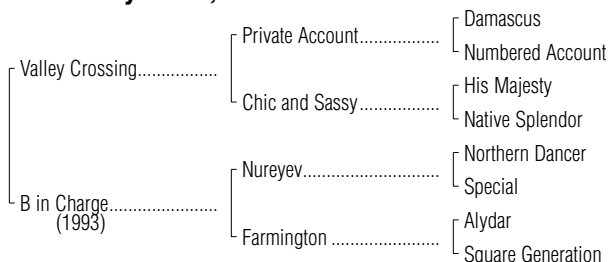 Damascus
Private Account
Numbered Account
Valley Crossing
His Majesty
Chic and Sassy
Native Splendor
Northern Dancer
Nureyev
Special
B in Charge
(1993)
Alydar
Farmington
Square Generation